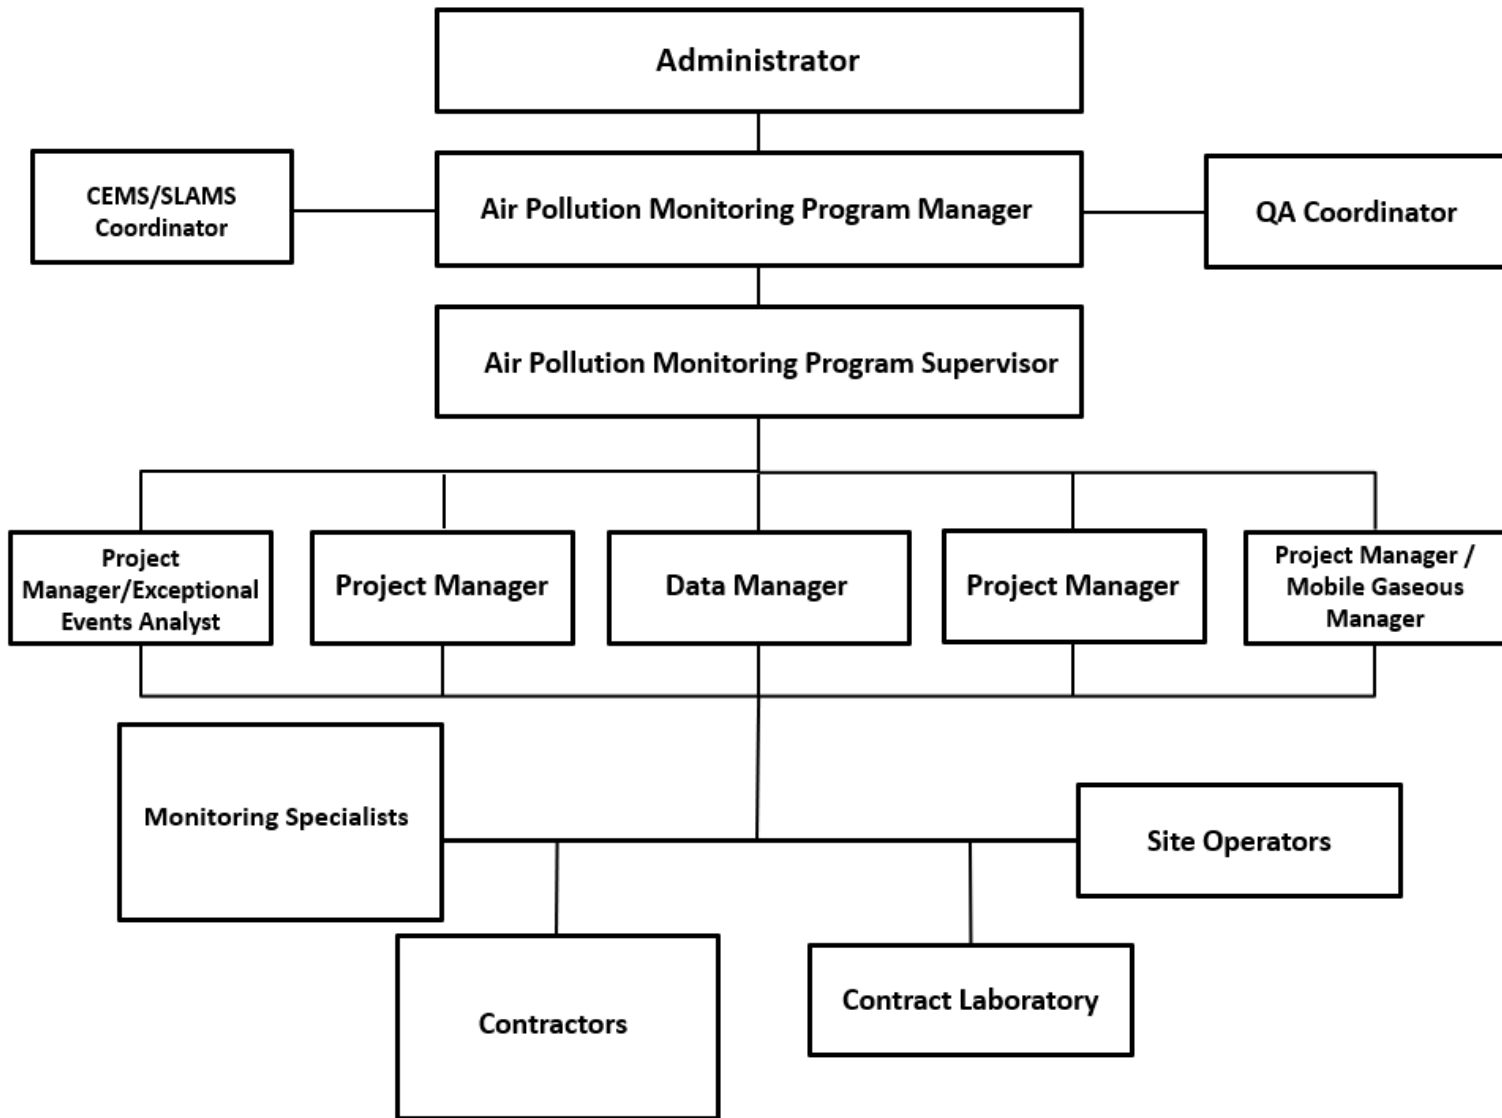 Administrator
CEMS/SLAMS
Coordinator
Air Pollution Monitoring Program Manager
QA Coordinator
Air Pollution Monitoring Program Supervisor
Project
Manager/Exceptional
Events Analyst
Project Manager
Data Manager
Project Manager
Project Manager /
Mobile Gaseous
Manager
Monitoring Specialists
Site Operators
Contractors
Contract Laboratory